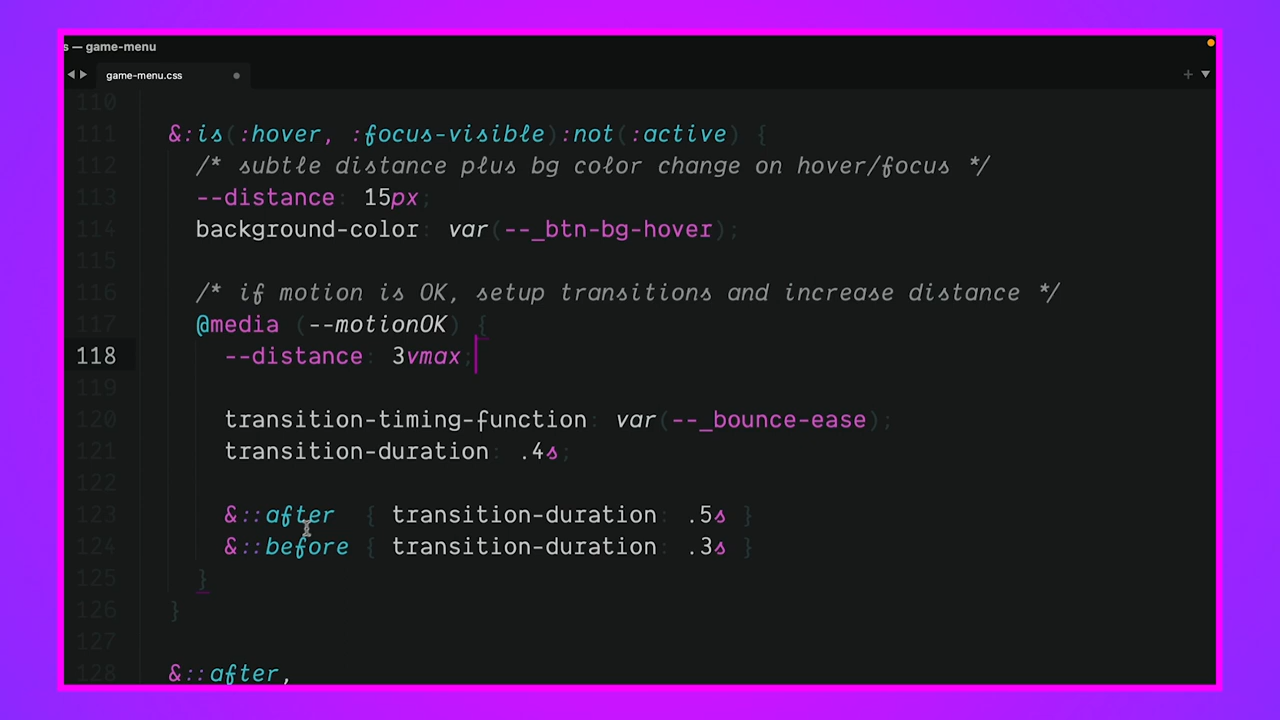 s — game-menu
game-menu.css
110
111 &:is(:hover, :focus-visible):not(:active) {
112 /* subtle distance plus bg color change on hover/focus */
113 --distance: 15px;
114 background-color: var(--_btn-bg-hover);
115
116 /* if motion is OK, setup transitions and increase distance */
117 @media (--motionOK) {
118 --distance: 3vmax;
119
120 transition-timing-function: var(--_bounce-ease);
121 transition-duration: .4s;
122
123 &::after { transition-duration: .5s }
124 &::before { transition-duration: .3s }
125 }
126 }
127
128 &::after,